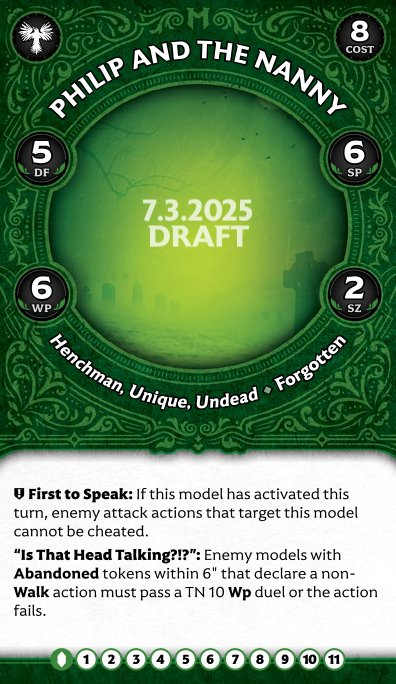 PHILIP AND THE NANNY
8
COST
5
DF
6
SP
7.3.2025
DRAFT
6
WP
2
SZ
Henchman, Unique, Undead • Forgotten
First to Speak: If this model has activated this
turn, enemy attack actions that target this model
cannot be cheated.
“Is That Head Talking?!?”: Enemy models with
Abandoned tokens within 6" that declare a non-
Walk action must pass a TN 10 Wp duel or the action
fails.
1 2 3 4 5 6 7 8 9 10 11